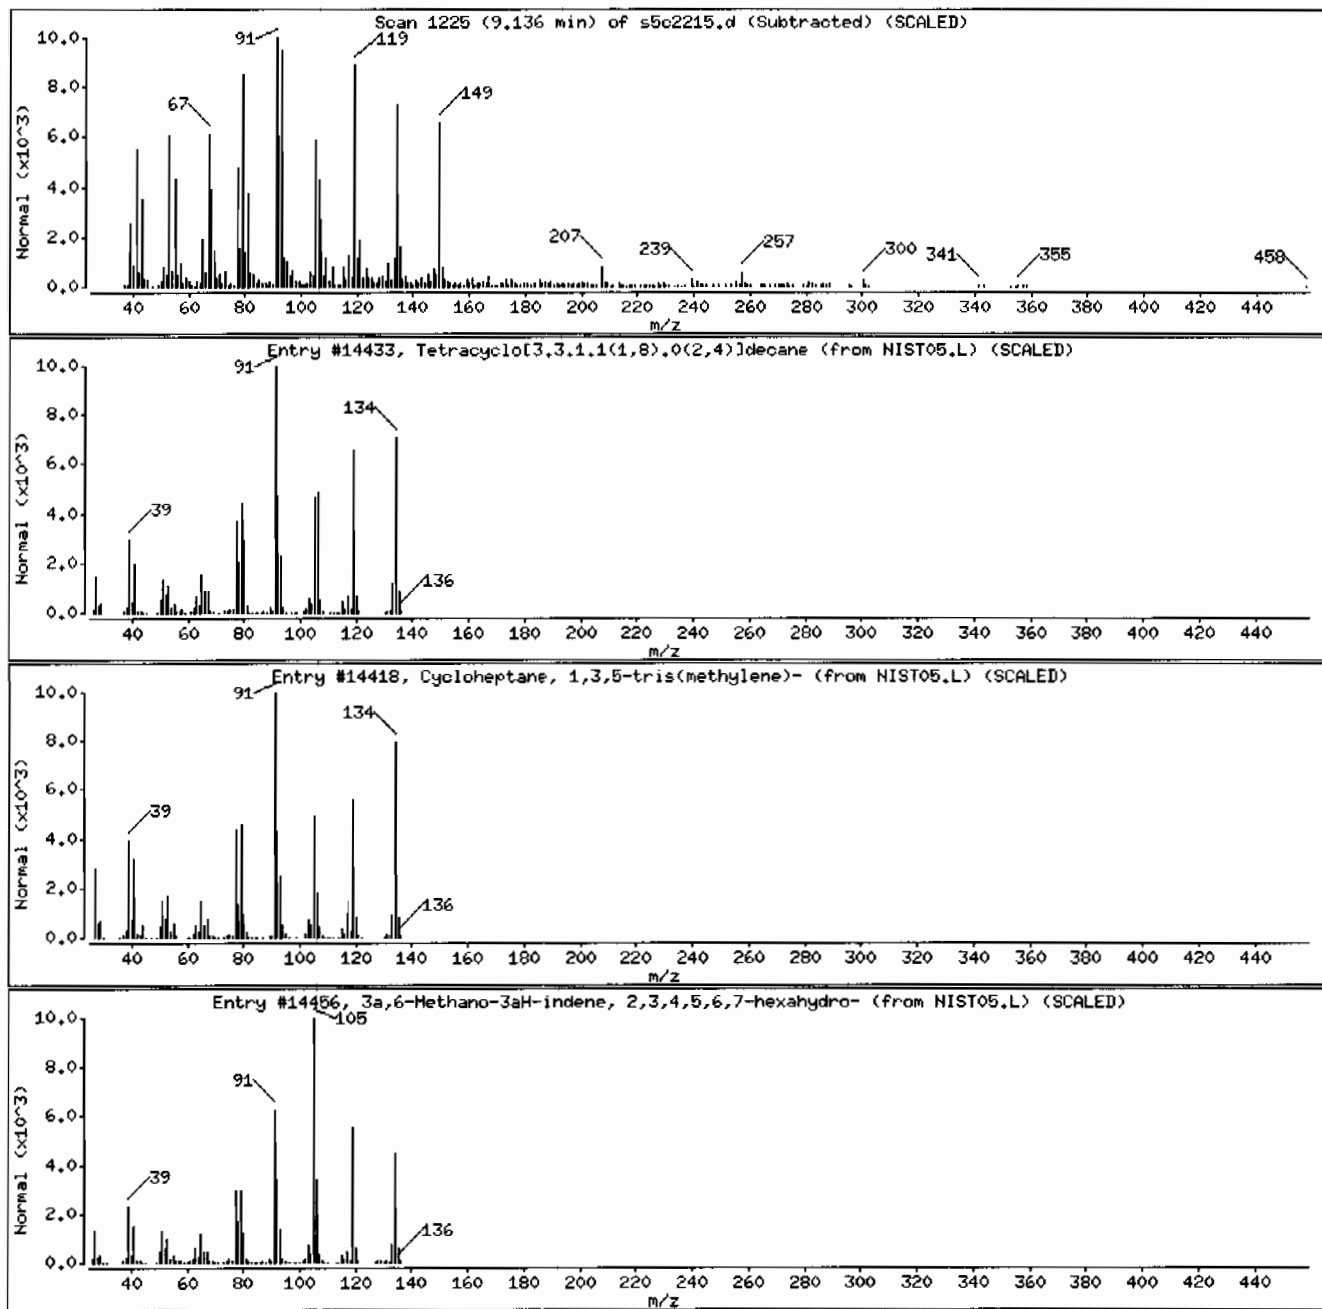 Scan 1225 (9.136 min) of s5c2215.d (Subtracted) (SCALED)
Normal (x10^3)
10.0
8.0
6.0
4.0
2.0
0.0
67
91
119
149
207
239
257
300
341
355
458
40 60 80 100 120 140 160 180 200 220 240 260 280 300 320 340 360 380 400 420 440
m/z
Entry #14433, Tetracyclo[3.3.1.1(1,8).0(2,4)]decane (from NIST05.L) (SCALED)
Normal (x10^3)
10.0
8.0
6.0
4.0
2.0
0.0
39
91
134
136
40 60 80 100 120 140 160 180 200 220 240 260 280 300 320 340 360 380 400 420 440
m/z
Entry #14418, Cycloheptane, 1,3,5-tris(methylene)- (from NIST05.L) (SCALED)
Normal (x10^3)
10.0
8.0
6.0
4.0
2.0
0.0
39
91
134
136
40 60 80 100 120 140 160 180 200 220 240 260 280 300 320 340 360 380 400 420 440
m/z
Entry #14456, 3a,6-Methano-3aH-indene, 2,3,4,5,6,7-hexahydro- (from NIST05.L) (SCALED)
Normal (x10^3)
10.0
8.0
6.0
4.0
2.0
0.0
39
91
105
136
40 60 80 100 120 140 160 180 200 220 240 260 280 300 320 340 360 380 400 420 440
m/z